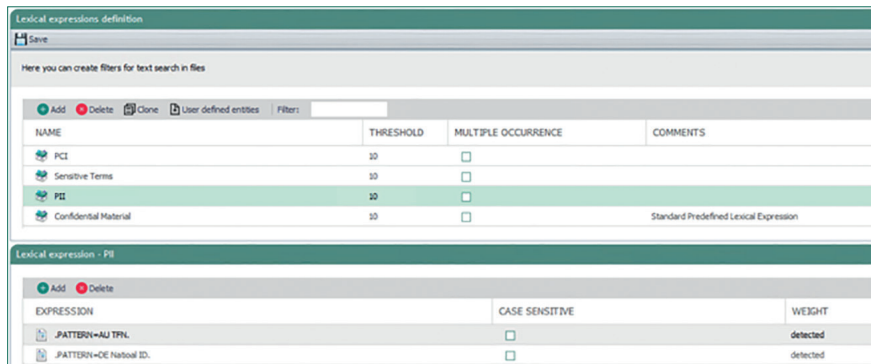 Lexical expressions definition
Save
Here you can create filters for text search in files
Add Delete Clone User defined entities Filter:
NAME THRESHOLD MULTIPLE OCCURRENCE COMMENTS
PCI 10
Sensitive Terms 10
PII 10
Confidential Material 10 Standard Predefined Lexical Expression
Lexical expression - PII
Add Delete
EXPRESSION CASE SENSITIVE WEIGHT
.PATTERN=AU TFN. detected
.PATTERN=DE Natioal ID. detected